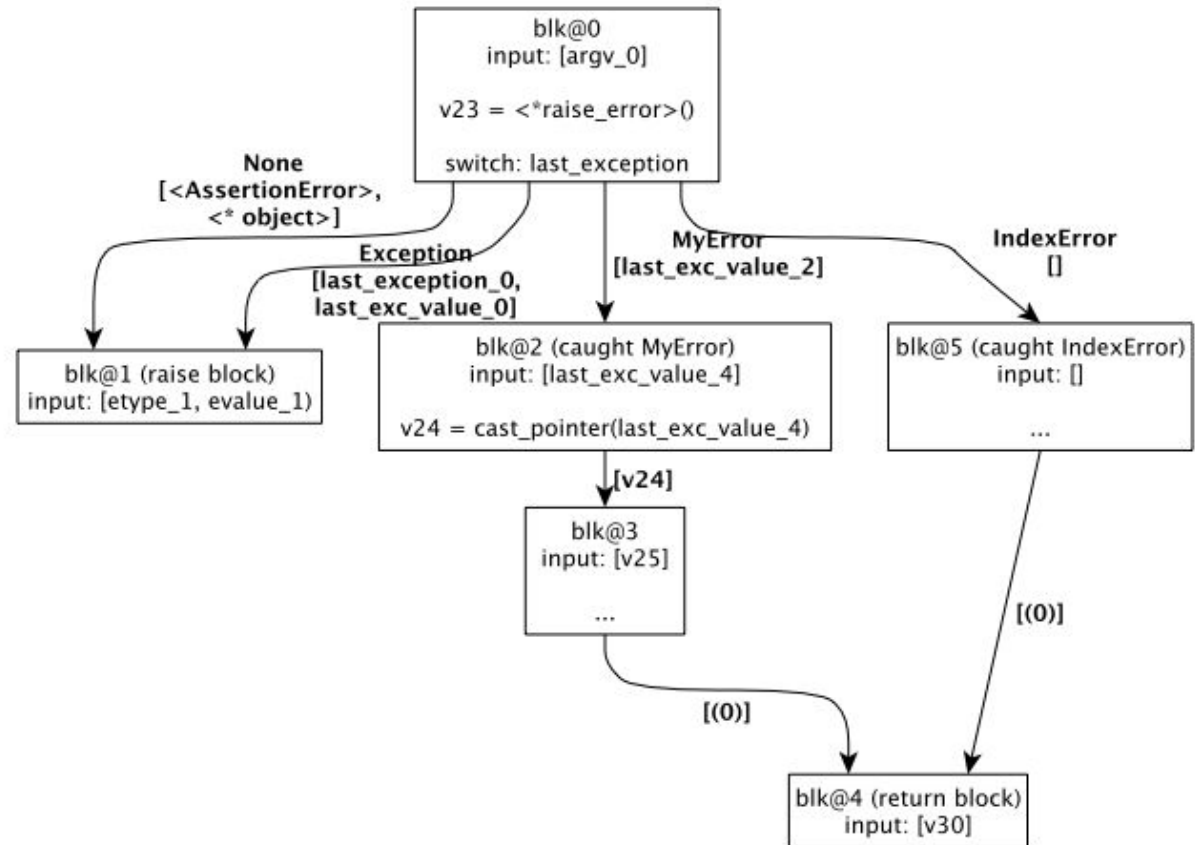 blk@0
input: [argv_0]
v23 = <*raise_error>()
switch: last_exception
None
[<AssertionError>,
<* object>]
Exception
[last_exception_0,
last_exc_value_0]
MyError
[last_exc_value_2]
IndexError
[]
blk@1 (raise block)
input: [etype_1, evalue_1)
blk@2 (caught MyError)
input: [last_exc_value_4]
v24 = cast_pointer(last_exc_value_4)
blk@5 (caught IndexError)
input: []
...
[v24]
blk@3
input: [v25]
...
[(0)]
[(0)]
blk@4 (return block)
input: [v30]